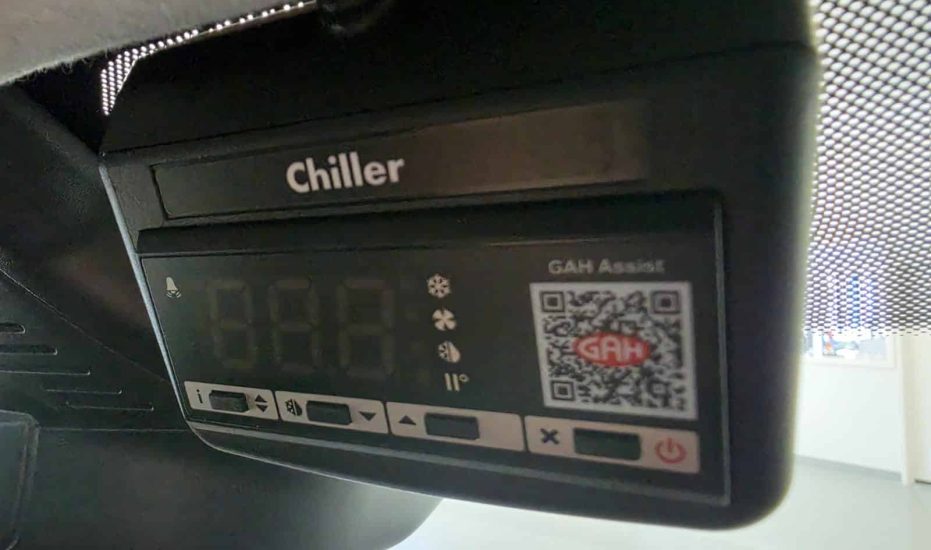 Chiller
GAH Assist
GAH
i